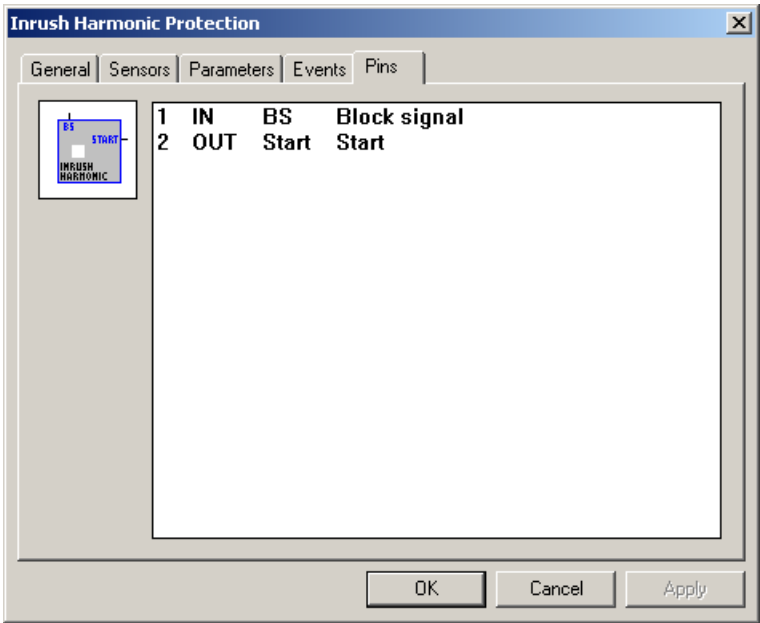 Inrush Harmonic Protection
General Sensors Parameters Events Pins
BS
START
INRUSH
HARMONIC
1 IN BS Block signal
2 OUT Start Start
OK Cancel Apply